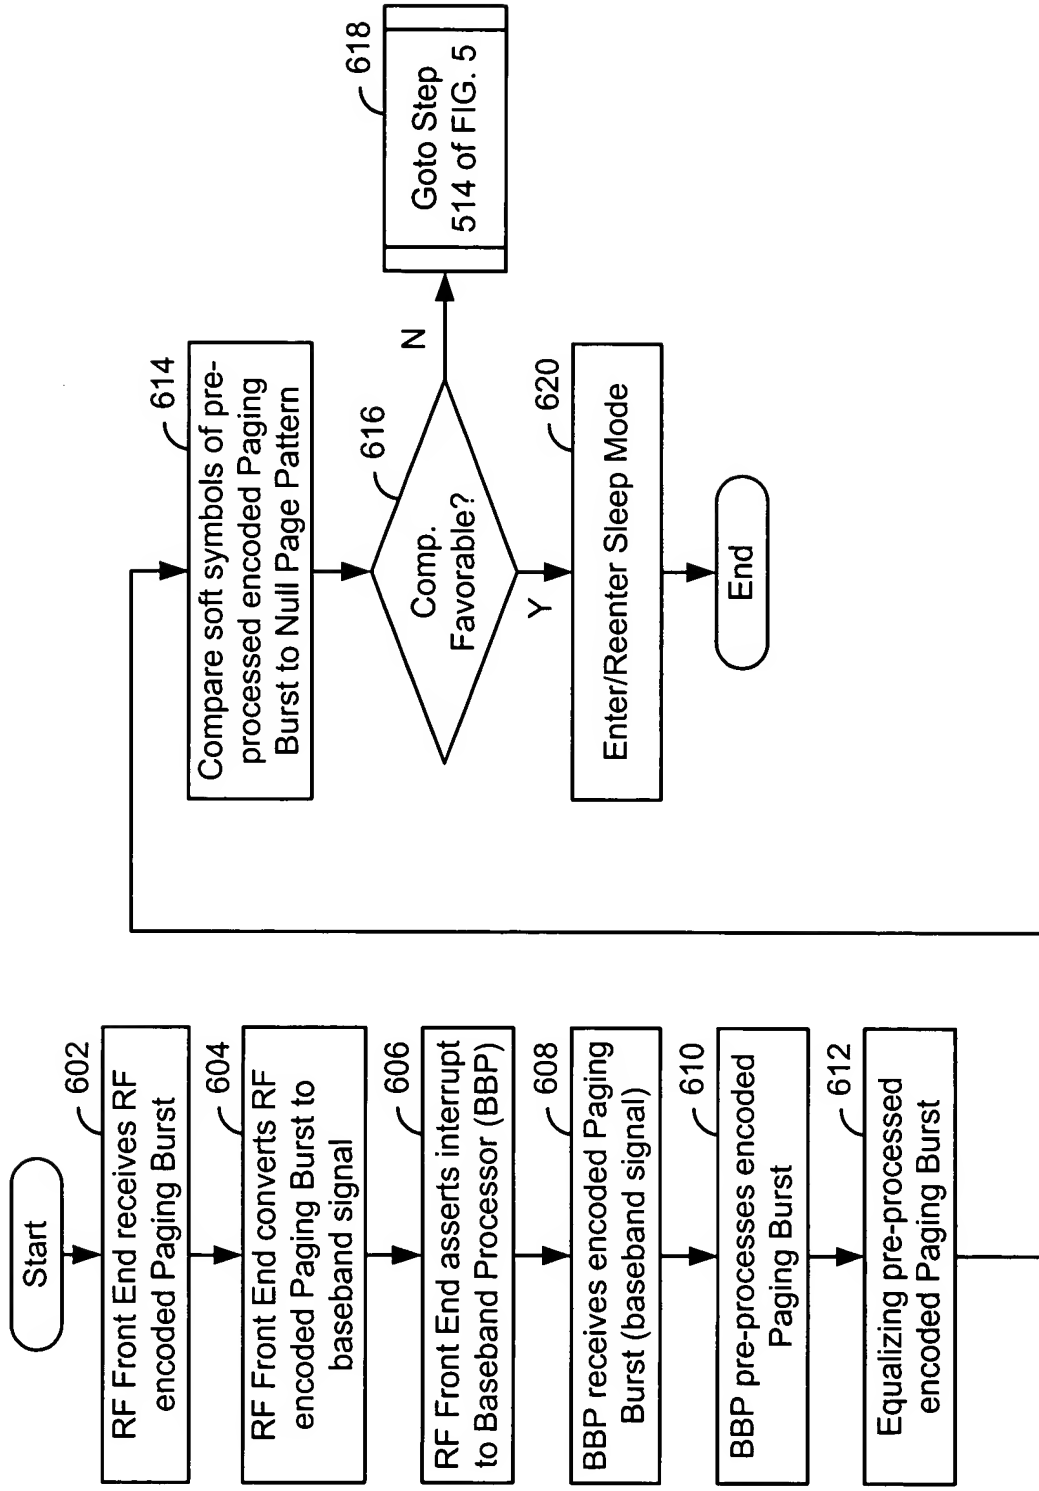 Start
602
RF Front End receives RF
encoded Paging Burst
604
RF Front End converts RF
encoded Paging Burst to
baseband signal
606
RF Front End asserts interrupt
to Baseband Processor (BBP)
608
BBP receives encoded Paging
Burst (baseband signal)
610
BBP pre-processes encoded
Paging Burst
612
Equalizing pre-processed
encoded Paging Burst
614
Compare soft symbols of pre-
processed encoded Paging
Burst to Null Page Pattern
616
Comp.
Favorable?
N
618
Goto Step
514 of FIG. 5
Y
620
Enter/Reenter Sleep Mode
End